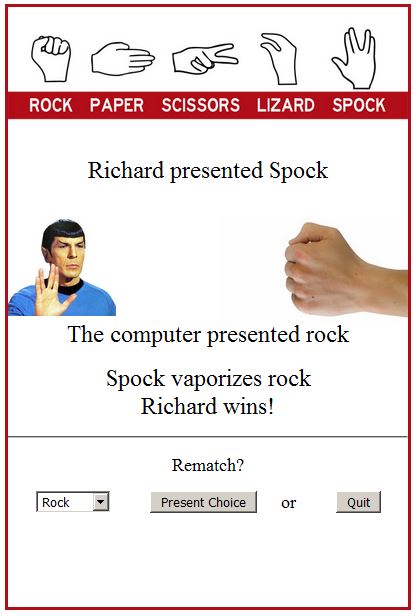 ROCK PAPER SCISSORS LIZARD SPOCK
Richard presented Spock
The computer presented rock
Spock vaporizes rock
Richard wins!
Rematch?
Rock Present Choice or Quit